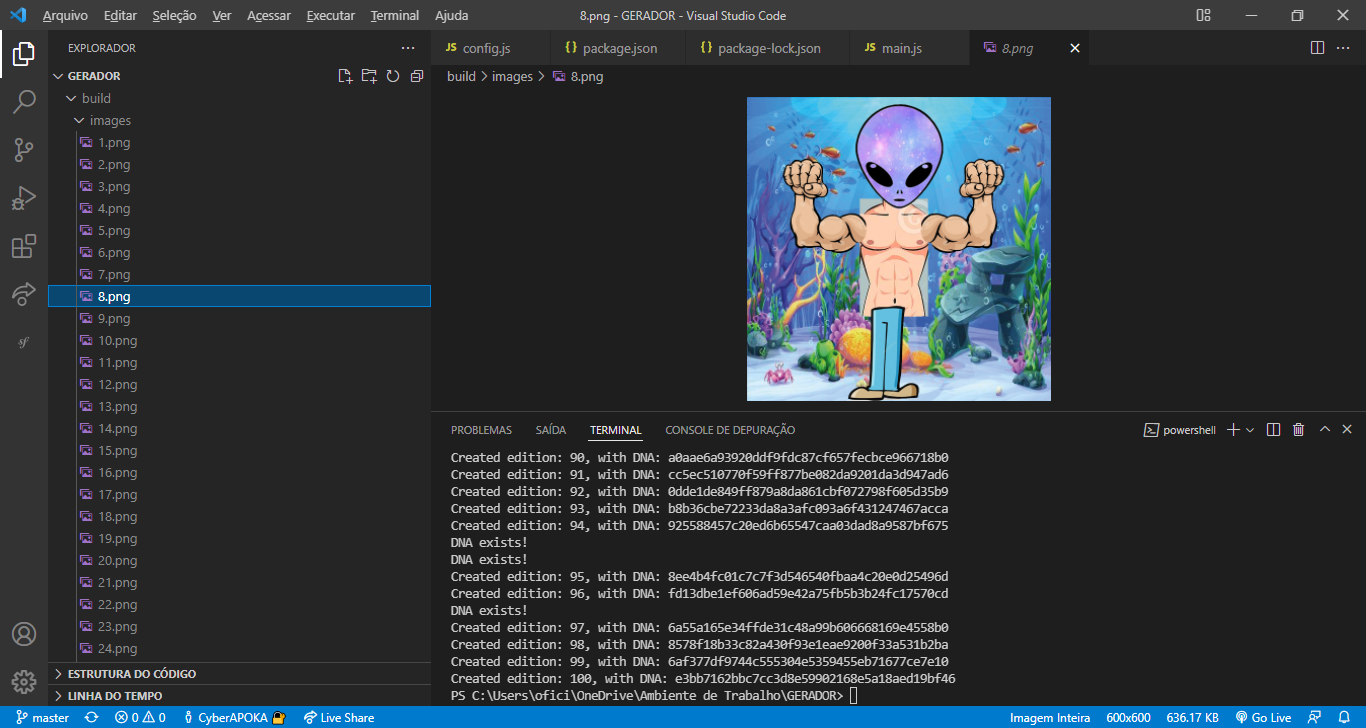 Arquivo Editar Seleção Ver Acessar Executar Terminal Ajuda 8.png - GERADOR - Visual Studio Code
EXPLORADOR
GERADOR
build
images
1.png
2.png
3.png
4.png
5.png
6.png
7.png
8.png
9.png
10.png
11.png
12.png
13.png
14.png
15.png
16.png
17.png
18.png
19.png
20.png
21.png
22.png
23.png
24.png
ESTRUTURA DO CÓDIGO
LINHA DO TEMPO
JS config.js {} package.json {} package-lock.json JS main.js 8.png
build > images > 8.png
PROBLEMAS SAÍDA TERMINAL CONSOLE DE DEPURAÇÃO powershell
Created edition: 90, with DNA: a0aae6a93920ddf9fdc87cf657fecbce966718b0
Created edition: 91, with DNA: cc5ec510770f59ff877be082da9201da3d947ad6
Created edition: 92, with DNA: 0dde1de849ff879a8da861cbf072798f605d35b9
Created edition: 93, with DNA: b8b36cbe72233da8a3afc093a6f431247467acca
Created edition: 94, with DNA: 925588457c20ed6b65547caa03dad8a9587bf675
DNA exists!
DNA exists!
Created edition: 95, with DNA: 8ee4b4fc01c7c7f3d546540fbaa4c20e0d25496d
Created edition: 96, with DNA: fd13dbe1ef606ad59e42a75fb5b3b24fc17570cd
DNA exists!
Created edition: 97, with DNA: 6a55a165e34ffde31c48a99b606668169e4558b0
Created edition: 98, with DNA: 8578f18b33c82a430f93e1eae9200f33a531b2ba
Created edition: 99, with DNA: 6af377df9744c555304e5359455eb71677ce7e10
Created edition: 100, with DNA: e3bb7162bbc7cc3d8e59902168e5a18aed19bf46
PS C:\Users\ofici\OneDrive\Ambiente de Trabalho\GERADOR>
master 0 0 CyberAPOKA Live Share Imagem Inteira 600x600 636.17 KB Go Live